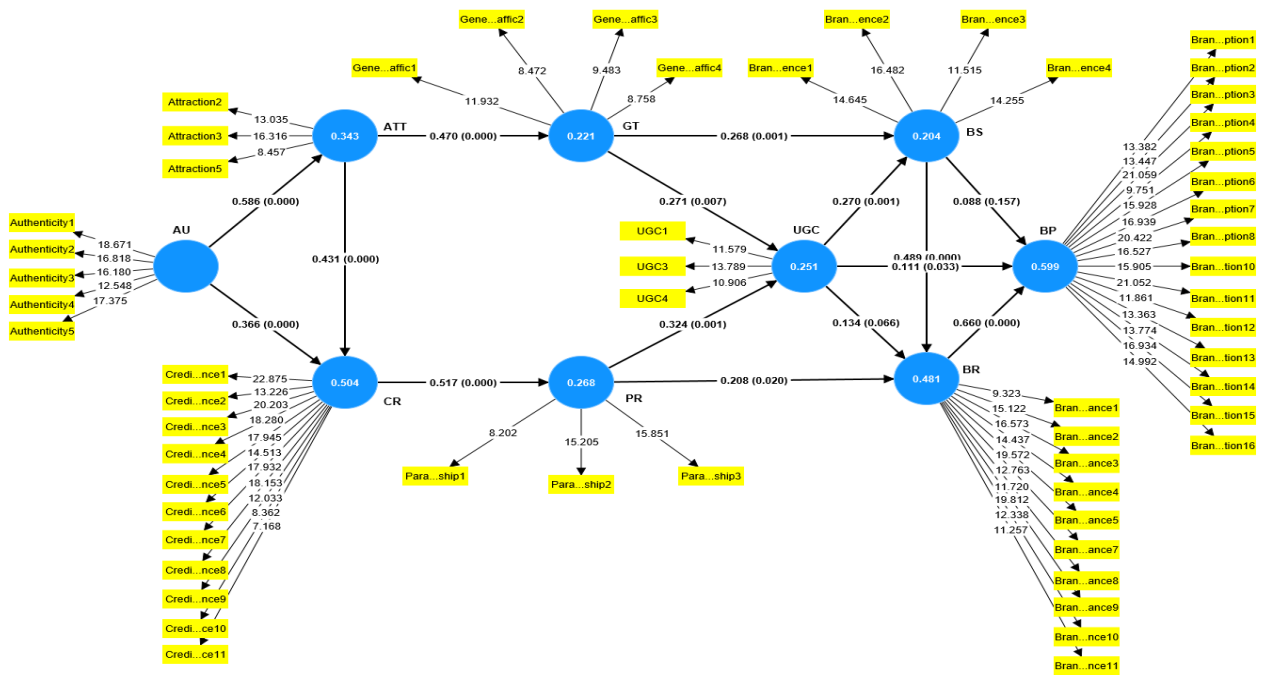 Gene...affic2
Gene...affic3
Gene...affic1
Gene...affic4
8.472
9.483
11.932
8.758
Bran...ence2
Bran...ence3
Bran...ence1
Bran...ence4
16.482
11.515
14.645
14.255
Attraction2
Attraction3
Attraction5
13.035
16.316
8.457
0.343
ATT
0.470 (0.000)
0.221
GT
0.268 (0.001)
0.204
BS
0.586 (0.000)
0.431 (0.000)
0.271 (0.007)
0.270 (0.001)
0.088 (0.157)
Authenticity1
Authenticity2
Authenticity3
Authenticity4
Authenticity5
18.671
16.818
16.180
12.548
17.375
AU
UGC1
UGC3
UGC4
11.579
13.789
10.906
UGC
0.251
0.489 (0.000)
0.111 (0.033)
BP
0.599
0.366 (0.000)
0.324 (0.001)
0.134 (0.066)
0.660 (0.000)
0.504
CR
0.517 (0.000)
0.268
PR
0.208 (0.020)
0.481
BR
Credi...nce1
Credi...nce2
Credi...nce3
Credi...nce4
Credi...nce5
Credi...nce6
Credi...nce7
Credi...nce8
Credi...nce9
Credi...ce10
Credi...ce11
22.875
13.226
20.203
18.280
17.945
14.513
17.932
18.153
12.033
8.362
7.168
8.202
15.205
15.851
Para...ship1
Para...ship2
Para...ship3
9.323
15.122
16.573
14.437
19.572
12.763
11.720
19.812
12.338
11.257
Bran...ance1
Bran...ance2
Bran...ance3
Bran...ance4
Bran...ance5
Bran...ance7
Bran...ance8
Bran...ance9
Bran...nce10
Bran...nce11
13.382
13.447
21.059
9.751
15.928
16.939
20.422
16.527
15.905
21.052
11.861
13.363
13.774
16.934
14.992
Bran...ption1
Bran...ption2
Bran...ption3
Bran...ption4
Bran...ption5
Bran...ption6
Bran...ption7
Bran...ption8
Bran...tion10
Bran...tion11
Bran...tion12
Bran...tion13
Bran...tion14
Bran...tion15
Bran...tion16